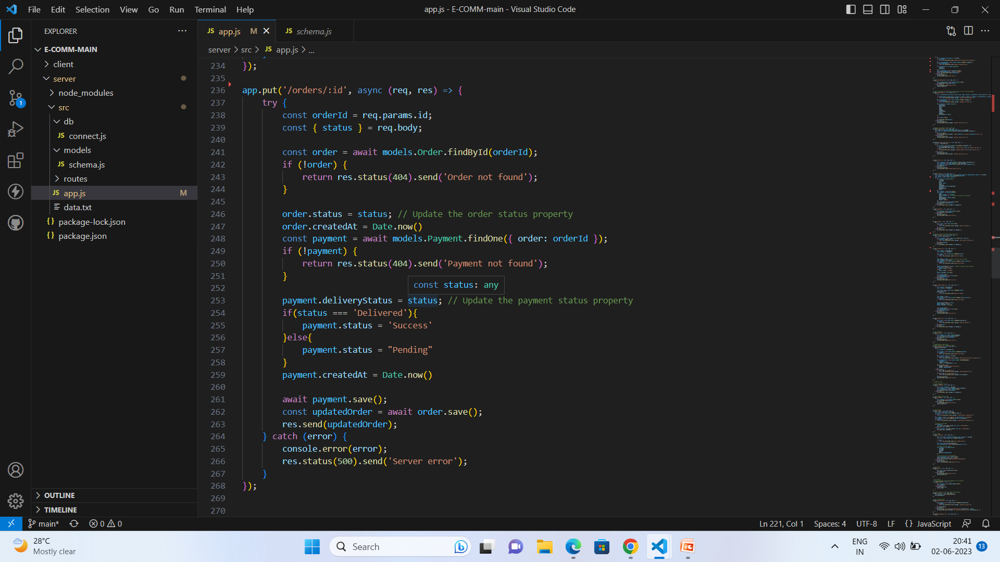 File Edit Selection View Go Run Terminal Help
app.js - E-COMM-main - Visual Studio Code
EXPLORER
E-COMM-MAIN
client
server
node_modules
src
db
JS connect.js
models
JS schema.js
routes
JS app.js M
data.txt
{} package-lock.json
{} package.json
OUTLINE
TIMELINE
1
JS app.js M
JS schema.js
server > src > JS app.js > ...
234 });
235
236 app.put('/orders/:id', async (req, res) => {
237 try {
238 const orderId = req.params.id;
239 const { status } = req.body;
240
241 const order = await models.Order.findById(orderId);
242 if (!order) {
243 return res.status(404).send('Order not found');
244 }
245
246 order.status = status; // Update the order status property
247 order.createdAt = Date.now()
248 const payment = await models.Payment.findOne({ order: orderId });
249 if (!payment) {
250 return res.status(404).send('Payment not found');
251 }
252
const status: any
253 payment.deliveryStatus = status; // Update the payment status property
254 if(status === 'Delivered'){
255 payment.status = 'Success'
256 }else{
257 payment.status = "Pending"
258 }
259 payment.createdAt = Date.now()
260
261 await payment.save();
262 const updatedOrder = await order.save();
263 res.send(updatedOrder);
264 } catch (error) {
265 console.error(error);
266 res.status(500).send('Server error');
267 }
268 });
269
270
main* 0 0
Ln 221, Col 1 Spaces: 4 UTF-8 LF {} JavaScript
28°C
Mostly clear
Search
ENG
IN
20:41
02-06-2023
13